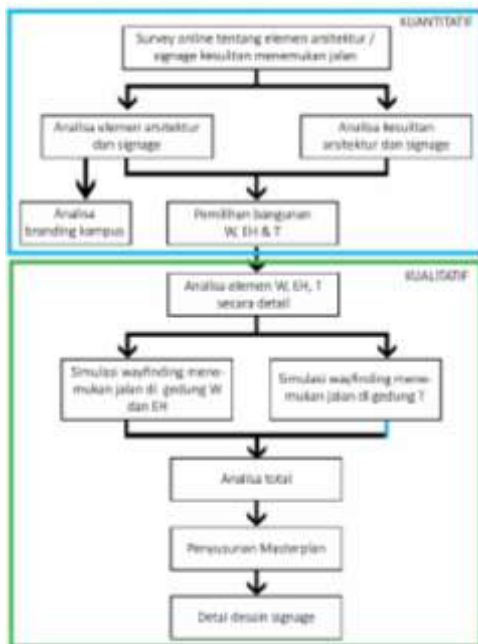 KUANTITATIF
Survey online tentang elemen arsitektur /
signage kesulitan menemukan jalan
Analisa elemen arsitektur
dan signage
Analisa kesulitan
arsitektur dan signage
Analisa
branding kampus
Pemilihan bangunan
W, EH & T
KUALITATIF
Analisa elemen W, EH, T
secara detail
Simulasi wayfinding mene-
mukan jalan di gedung W
dan EH
Simulasi wayfinding mene-
mukan jalan di gedung T
Analisa total
Penyusunan Masterplan
Detail desain signage